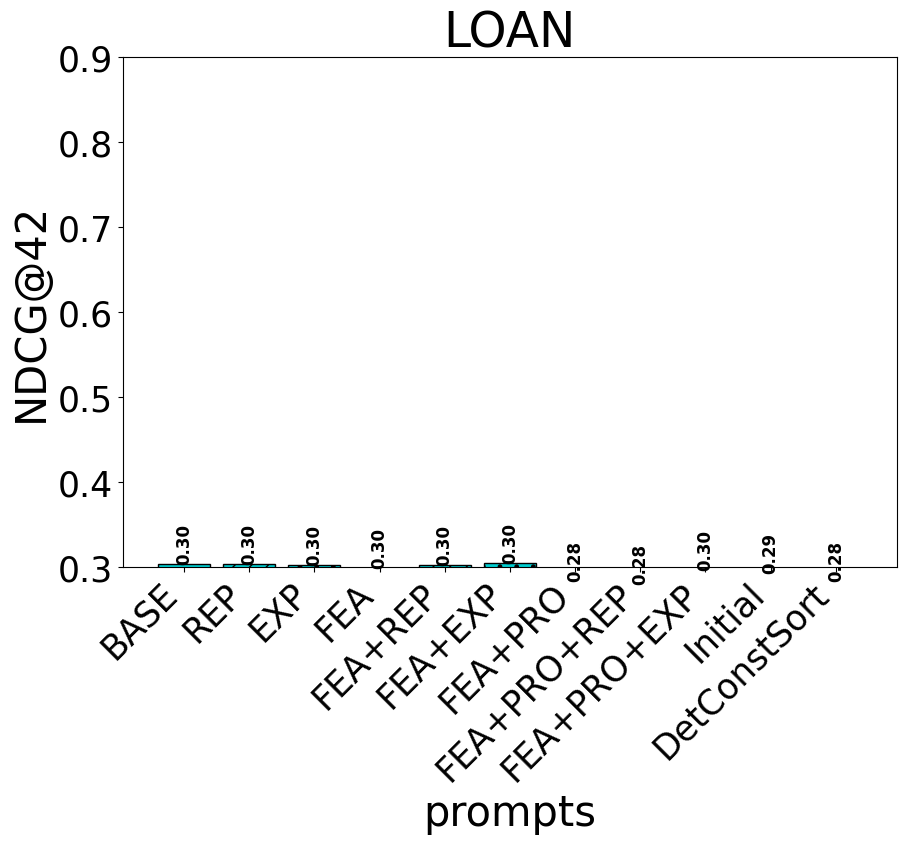 LOAN
NDCG@42
0.9
0.8
0.7
0.6
0.5
0.4
0.3
0.30
0.30
0.30
0.30
0.30
0.30
0.28
0.28
0.30
0.29
0.28
BASE
REP
EXP
FEA
FEA+REP
FEA+EXP
FEA+PRO
FEA+PRO+REP
FEA+PRO+EXP
Initial
DetConstSort
prompts